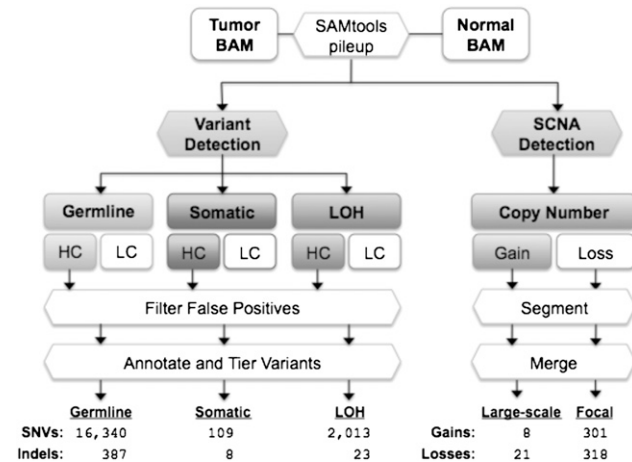 Tumor BAM
SAMtools pileup
Normal BAM
Variant Detection
SCNA Detection
Germline
Somatic
LOH
Copy Number
HC LC
HC LC
HC LC
Gain Loss
Filter False Positives
Segment
Annotate and Tier Variants
Merge
Germline Somatic LOH Large-scale Focal
SNVs: 16,340 109 2,013 Gains: 8 301
Indels: 387 8 23 Losses: 21 318